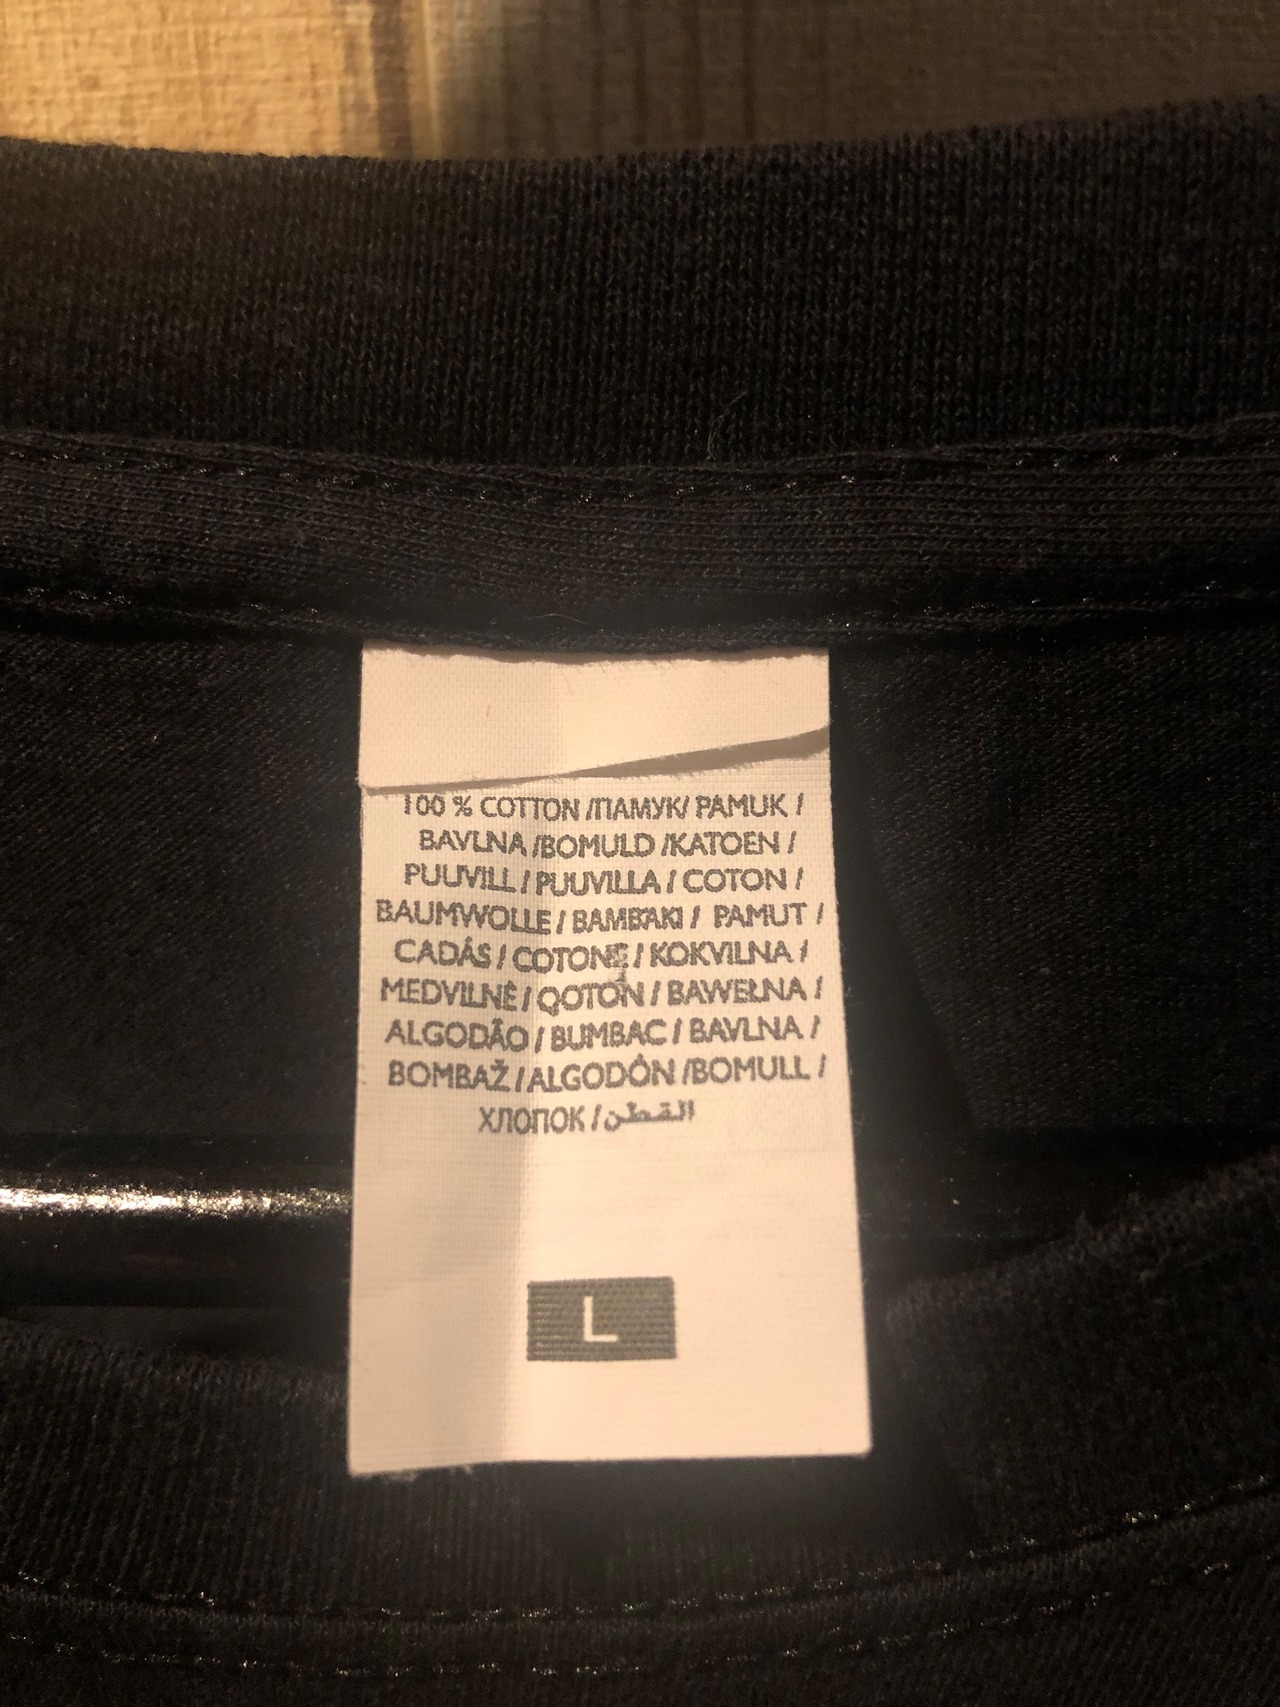 100 % COTTON /ПАМУК/ PAMUK /
BAVLNA /BOMULD /KATOEN /
PUUVILL / PUUVILLA / COTON /
BAUMWOLLE / BAMBAKI / PAMUT /
CADÁS / COTONE / KOKVILNA /
MEDVILNĖ / QOTON / BAWEŁNA /
ALGODÃO / BUMBAC / BAVLNA /
BOMBAŽ / ALGODÓN /BOMULL /
ХЛОПОК / القطن
L